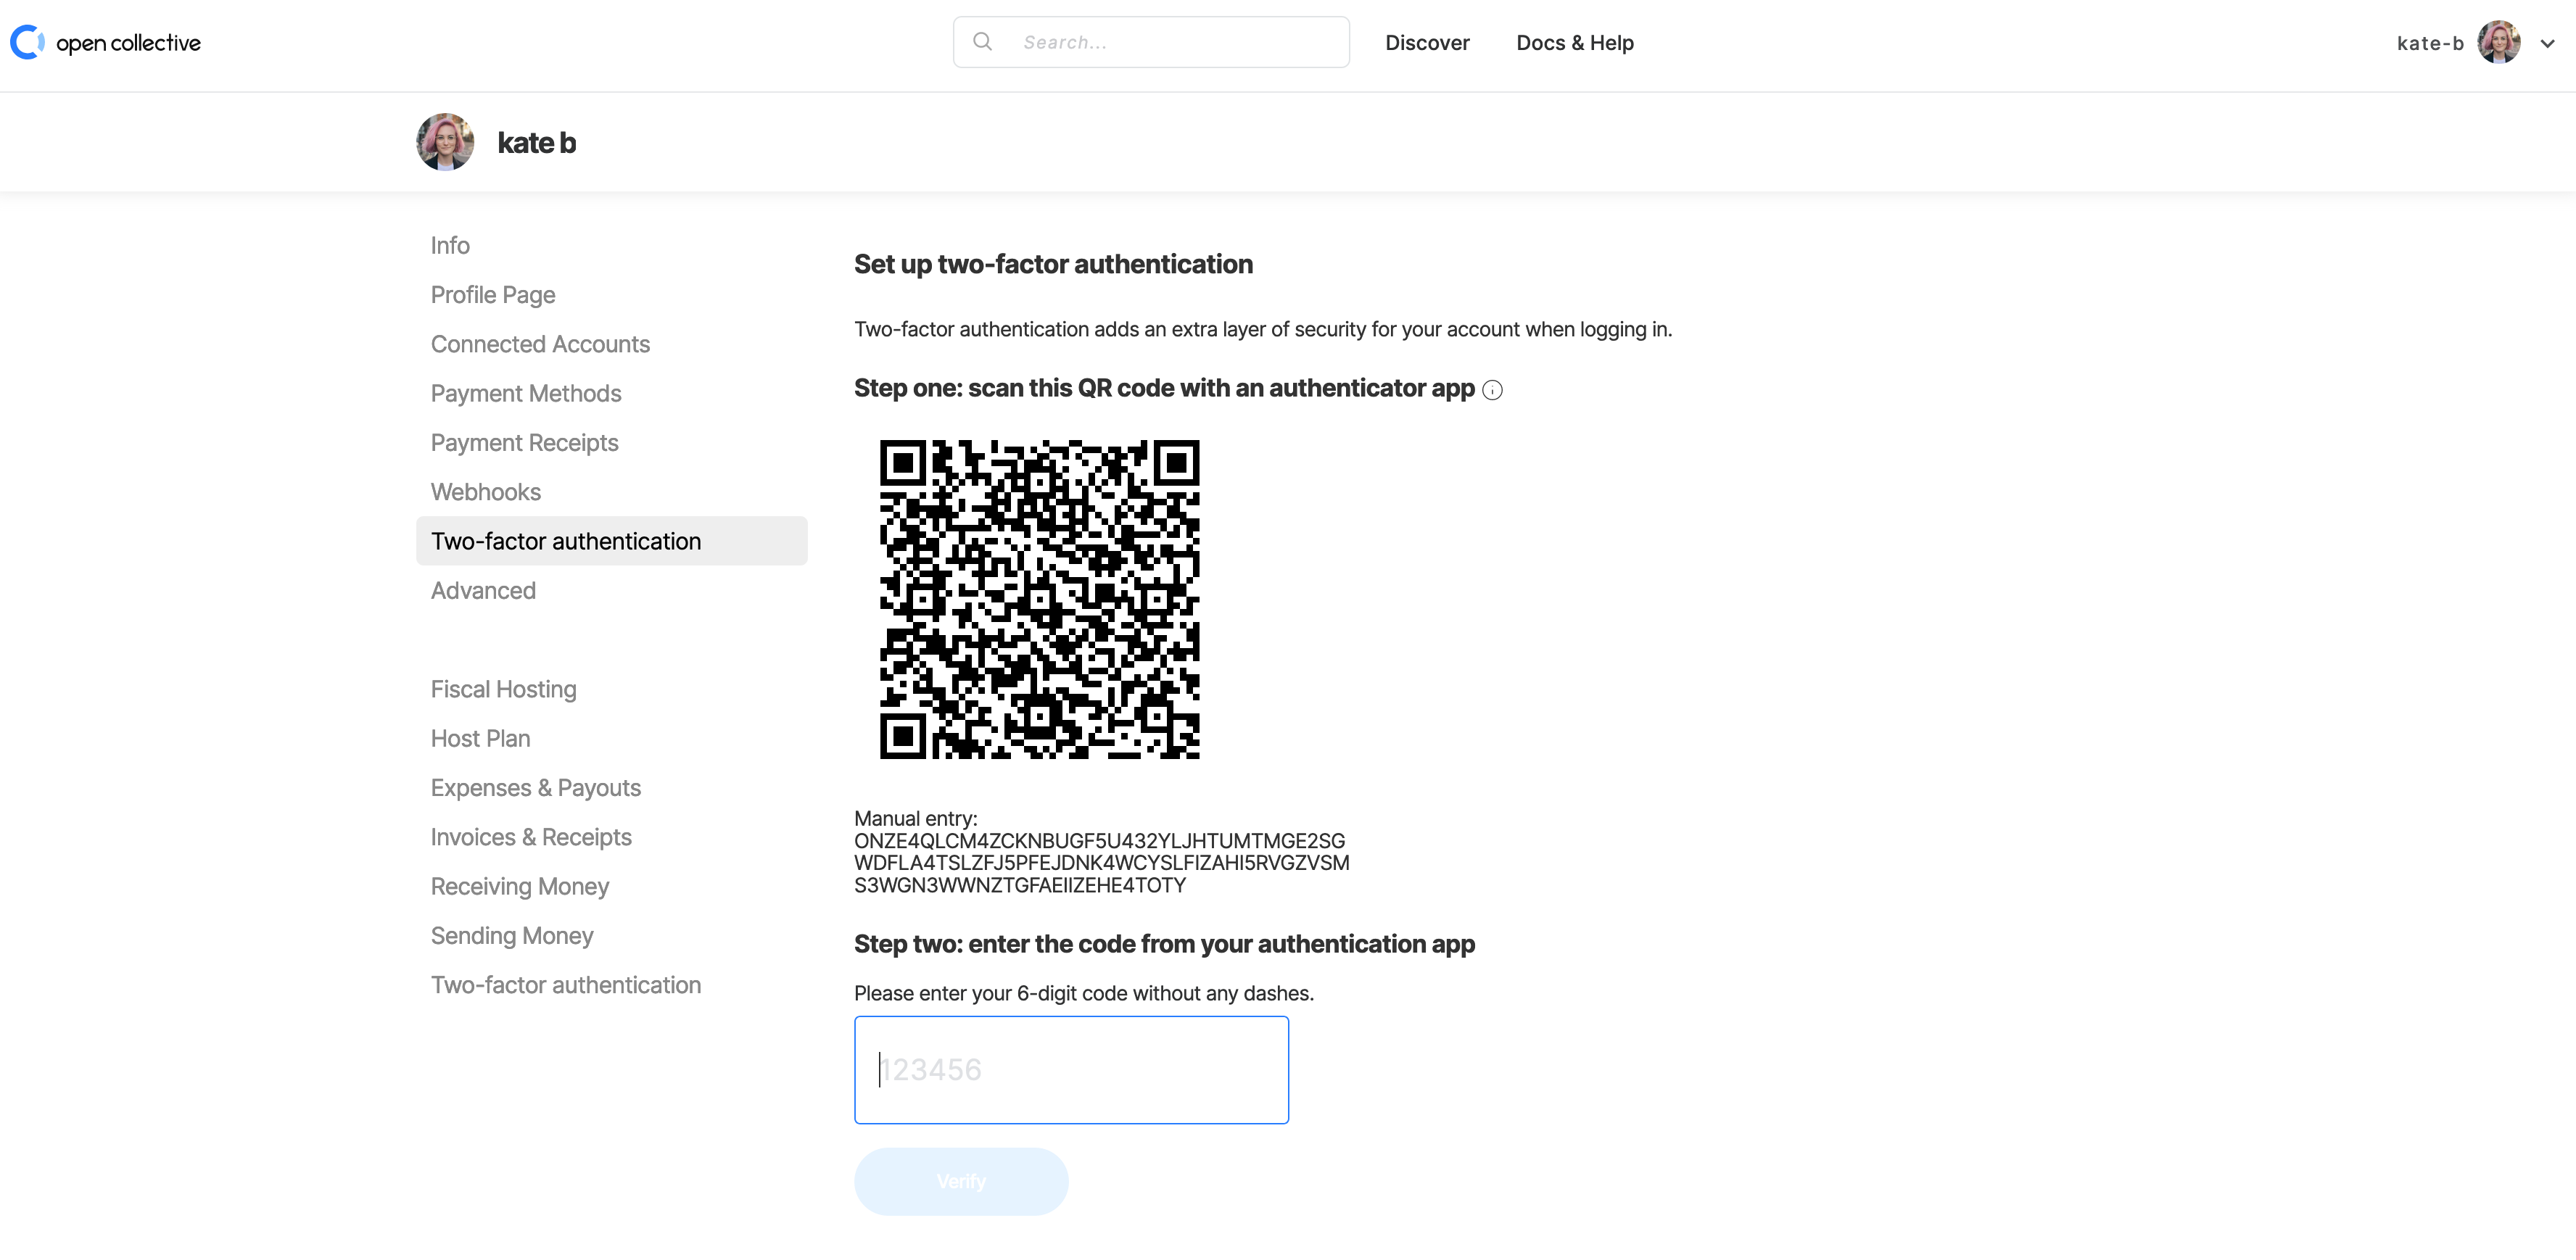 open collective
Search...
Discover
Docs & Help
kate-b
kate b
Info
Profile Page
Connected Accounts
Payment Methods
Payment Receipts
Webhooks
Two-factor authentication
Advanced
Fiscal Hosting
Host Plan
Expenses & Payouts
Invoices & Receipts
Receiving Money
Sending Money
Two-factor authentication
Set up two-factor authentication
Two-factor authentication adds an extra layer of security for your account when logging in.
Step one: scan this QR code with an authenticator app
Manual entry:
ONZE4QLCM4ZCKNBUGF5U432YLJHTUMTMGE2SG
WDFLA4TSLZFJ5PFEJDNK4WCYSLFIZAHI5RVGZVSM
S3WGN3WWNZTGFAEIIZEHE4TOTY
Step two: enter the code from your authentication app
Please enter your 6-digit code without any dashes.
123456
Verify